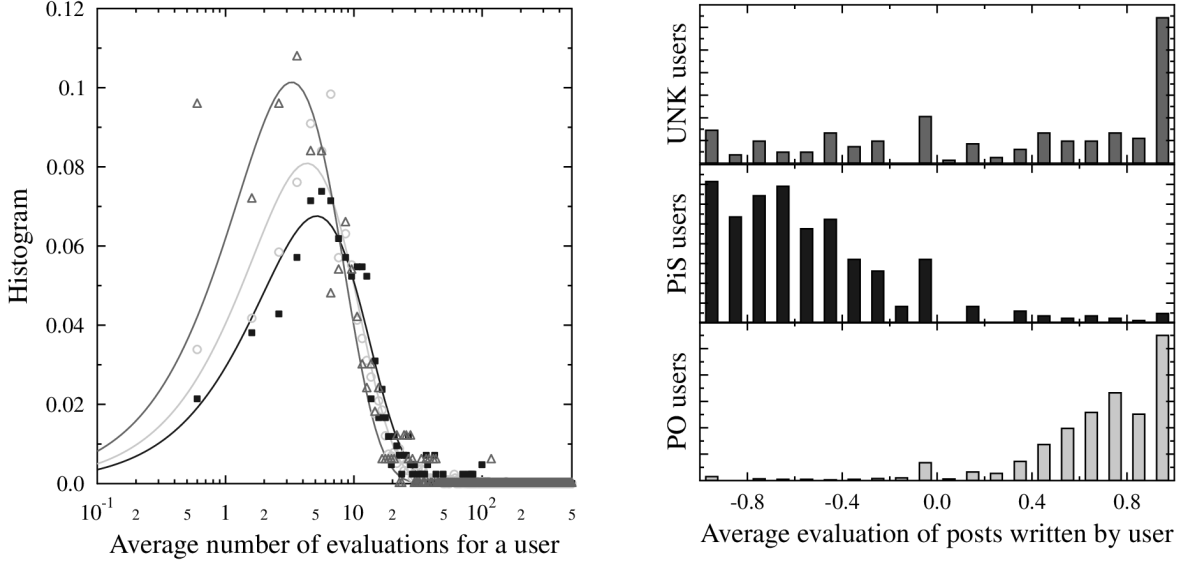 0.12
0.1
0.08
0.06
0.04
0.02
0.0
Histogram
10-1 2 5 1 2 5 10 2 5 102 2 5
Average number of evaluations for a user
UNK users
PiS users
PO users
-0.8 -0.4 0.0 0.4 0.8
Average evaluation of posts written by user